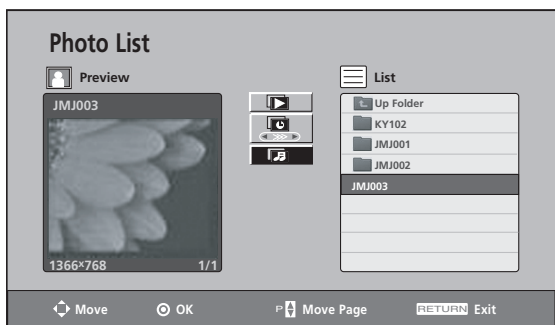 Photo List
Preview
JMJ003
1366×768
1/1
List
Up Folder
KY102
JMJ001
JMJ002
JMJ003
Move
OK
P Move Page
RETURN Exit